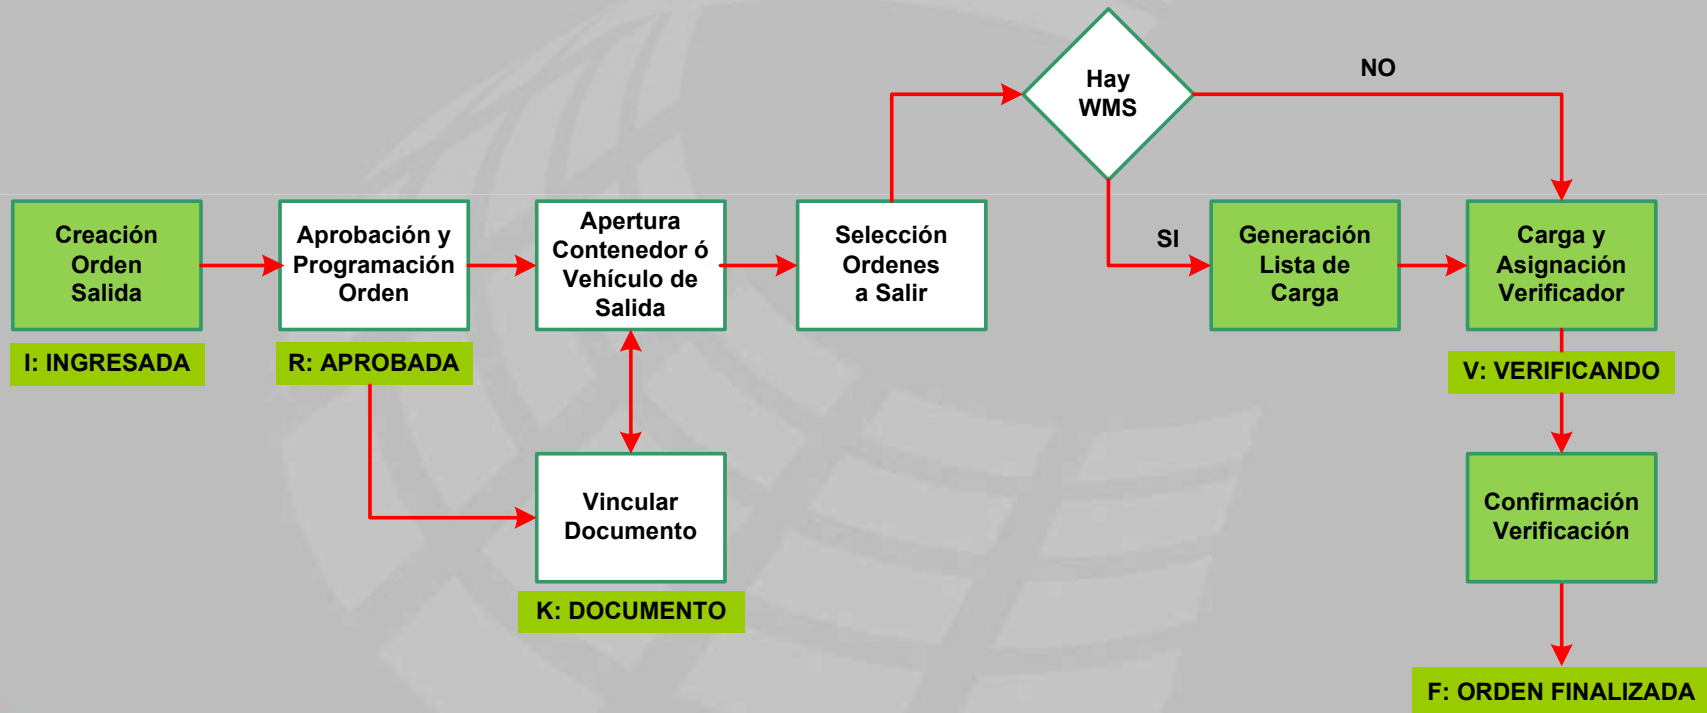 Hay
WMS
NO
Creación
Orden
Salida
I: INGRESADA
Aprobación y
Programación
Orden
R: APROBADA
Apertura
Contenedor ó
Vehículo de
Salida
Vincular
Documento
K: DOCUMENTO
Selección
Ordenes
a Salir
SI
Generación
Lista de
Carga
Carga y
Asignación
Verificador
V: VERIFICANDO
Confirmación
Verificación
F: ORDEN FINALIZADA